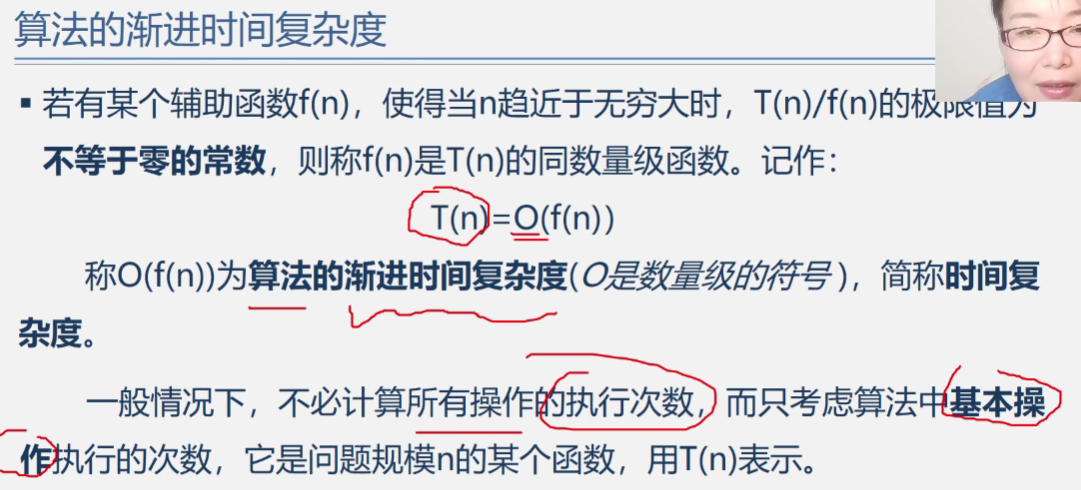 算法的渐进时间复杂度
▪ 若有某个辅助函数f(n)，使得当n趋近于无穷大时，T(n)/f(n)的极限值为
不等于零的常数，则称f(n)是T(n)的同数量级函数。记作：
T(n)=O(f(n))
称O(f(n))为算法的渐进时间复杂度(O是数量级的符号 )，简称时间复
杂度。
一般情况下，不必计算所有操作的执行次数，而只考虑算法中基本操
作执行的次数，它是问题规模n的某个函数，用T(n)表示。